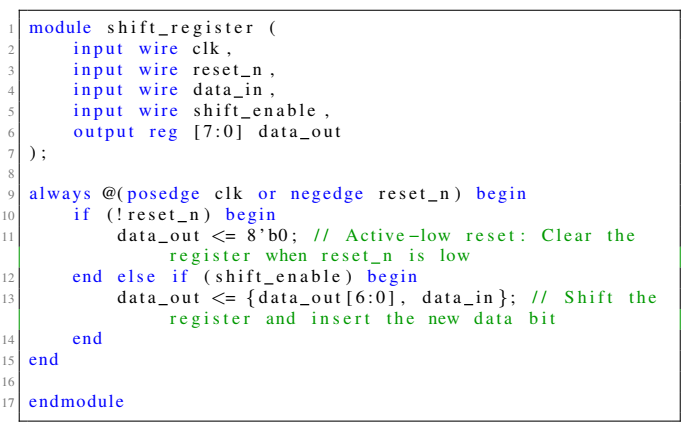 1 module shift_register (
2     input wire clk,
3     input wire reset_n,
4     input wire data_in,
5     input wire shift_enable,
6     output reg [7:0] data_out
7 );
8
9 always @(posedge clk or negedge reset_n) begin
10     if (!reset_n) begin
11         data_out <= 8'b0; // Active-low reset: Clear the
register when reset_n is low
12     end else if (shift_enable) begin
13         data_out <= {data_out[6:0], data_in}; // Shift the
register and insert the new data bit
14     end
15 end
16
17 endmodule